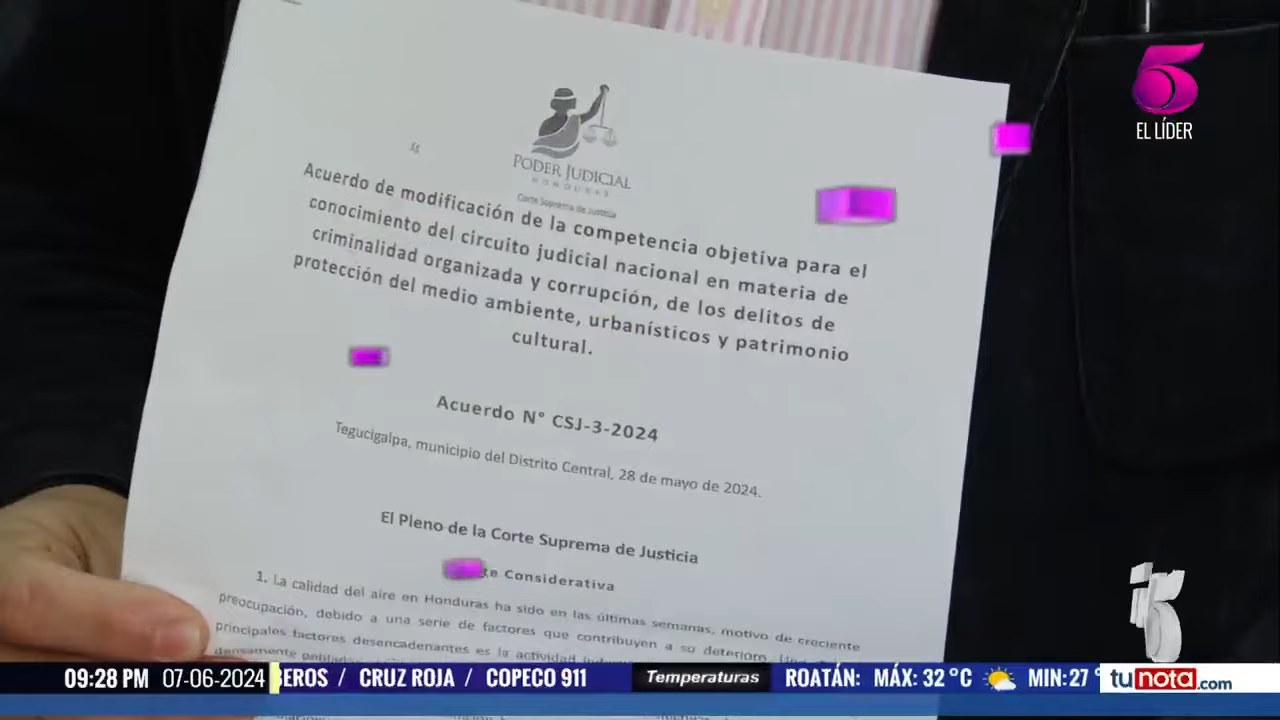 5
EL LÍDER
PODER JUDICIAL
HONDURAS
Corte Suprema de Justicia
Acuerdo de modificación de la competencia objetiva para el
conocimiento del circuito judicial nacional en materia de
criminalidad organizada y corrupción, de los delitos de
protección del medio ambiente, urbanísticos y patrimonio
cultural.
Acuerdo N° CSJ-3-2024
Tegucigalpa, municipio del Distrito Central, 28 de mayo de 2024.
El Pleno de la Corte Suprema de Justicia
Considerativa
1. La calidad del aire en Honduras ha sido en las últimas semanas, motivo de creciente
preocupación, debido a una serie de factores que contribuyen a su deterioro.
principales factores desencadenantes es la actividad
densamente
09:28 PM 07-06-2024 BEROS / CRUZ ROJA / COPECO 911 Temperaturas ROATÁN: MÁX: 32 °C MIN: 27 ° tunota.com